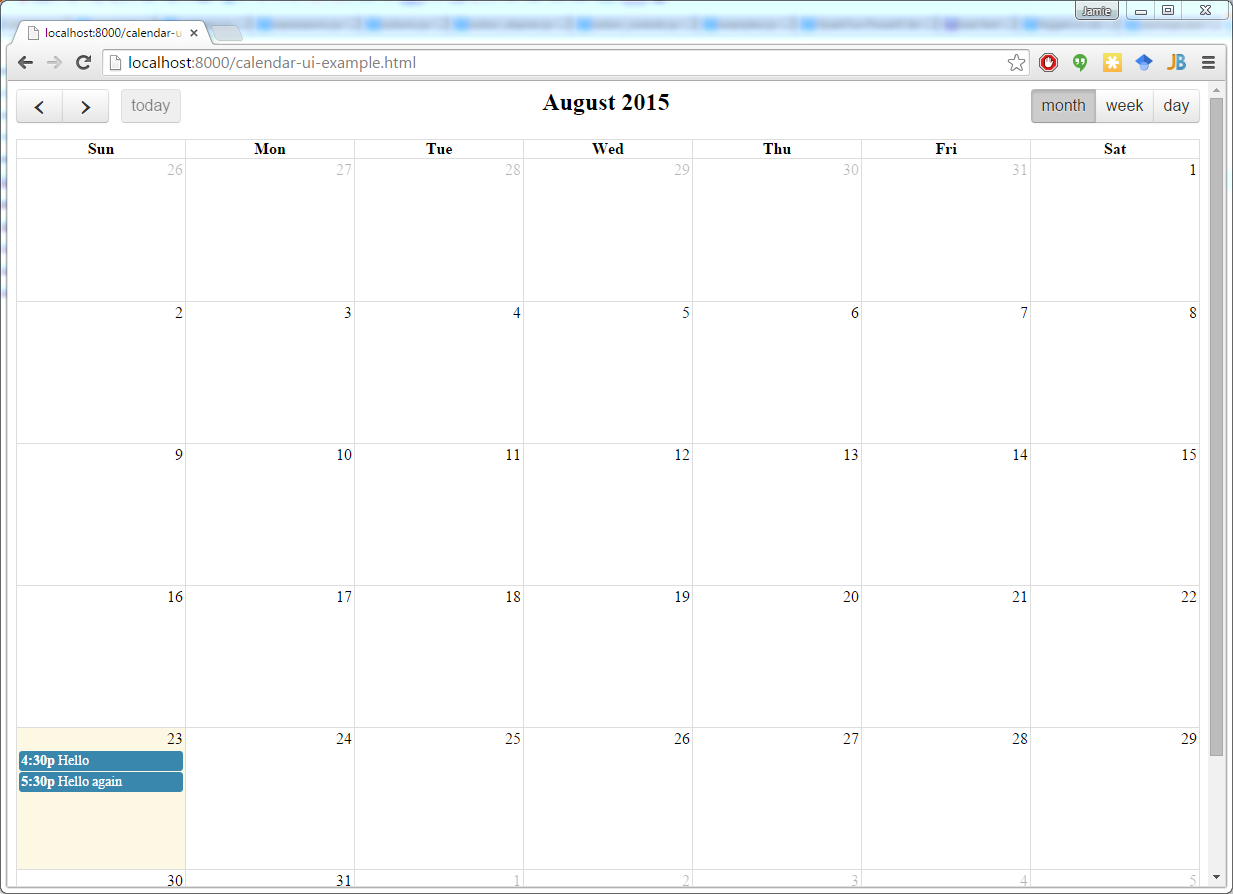 Jamie
localhost:8000/calendar-u
localhost:8000/calendar-ui-example.html
JB
today
August 2015
month week day
Sun Mon Tue Wed Thu Fri Sat
26 27 28 29 30 31 1
2 3 4 5 6 7 8
9 10 11 12 13 14 15
16 17 18 19 20 21 22
23 24 25 26 27 28 29
4:30p Hello
5:30p Hello again
30 31 1 2 3 4 5